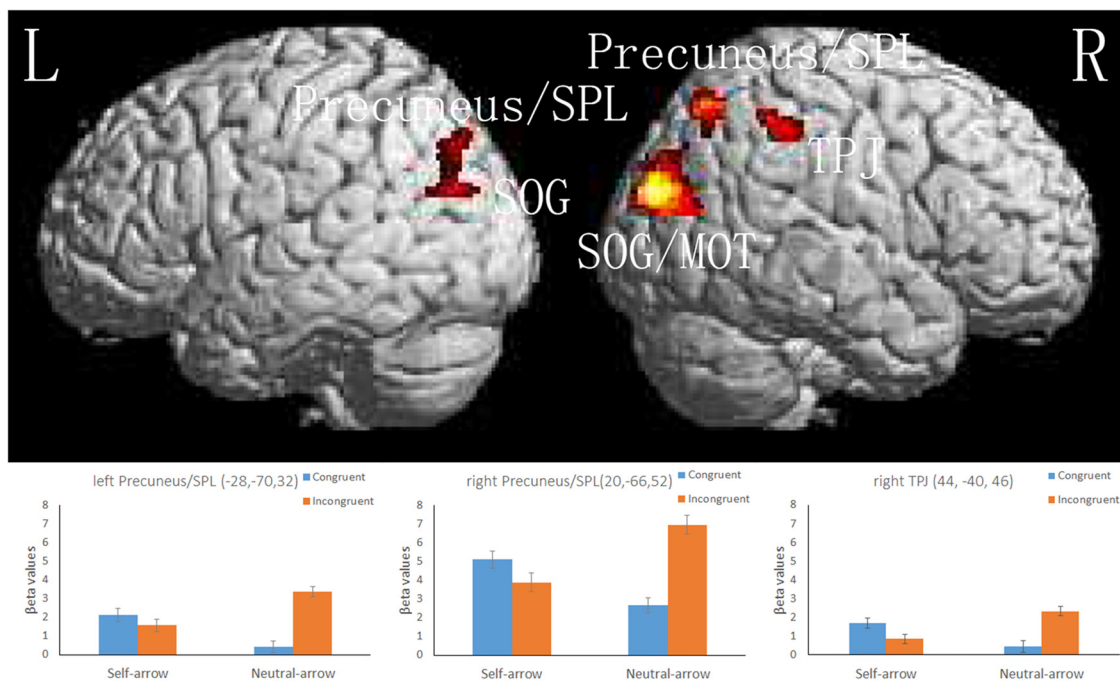 L
R
Precuneus/SPL
Precuneus/SPL
TPJ
SOG
SOG/MOT
left Precuneus/SPL (-28,-70,32)
Congruent
Incongruent
βeta values
8
7
6
5
4
3
2
1
0
Self-arrow
Neutral-arrow
right Precuneus/SPL(20,-66,52)
Congruent
Incongruent
βeta values
8
7
6
5
4
3
2
1
0
Self-arrow
Neutral-arrow
right TPJ (44, -40, 46)
Congruent
Incongruent
βeta values
8
7
6
5
4
3
2
1
0
Self-arrow
Neutral-arrow